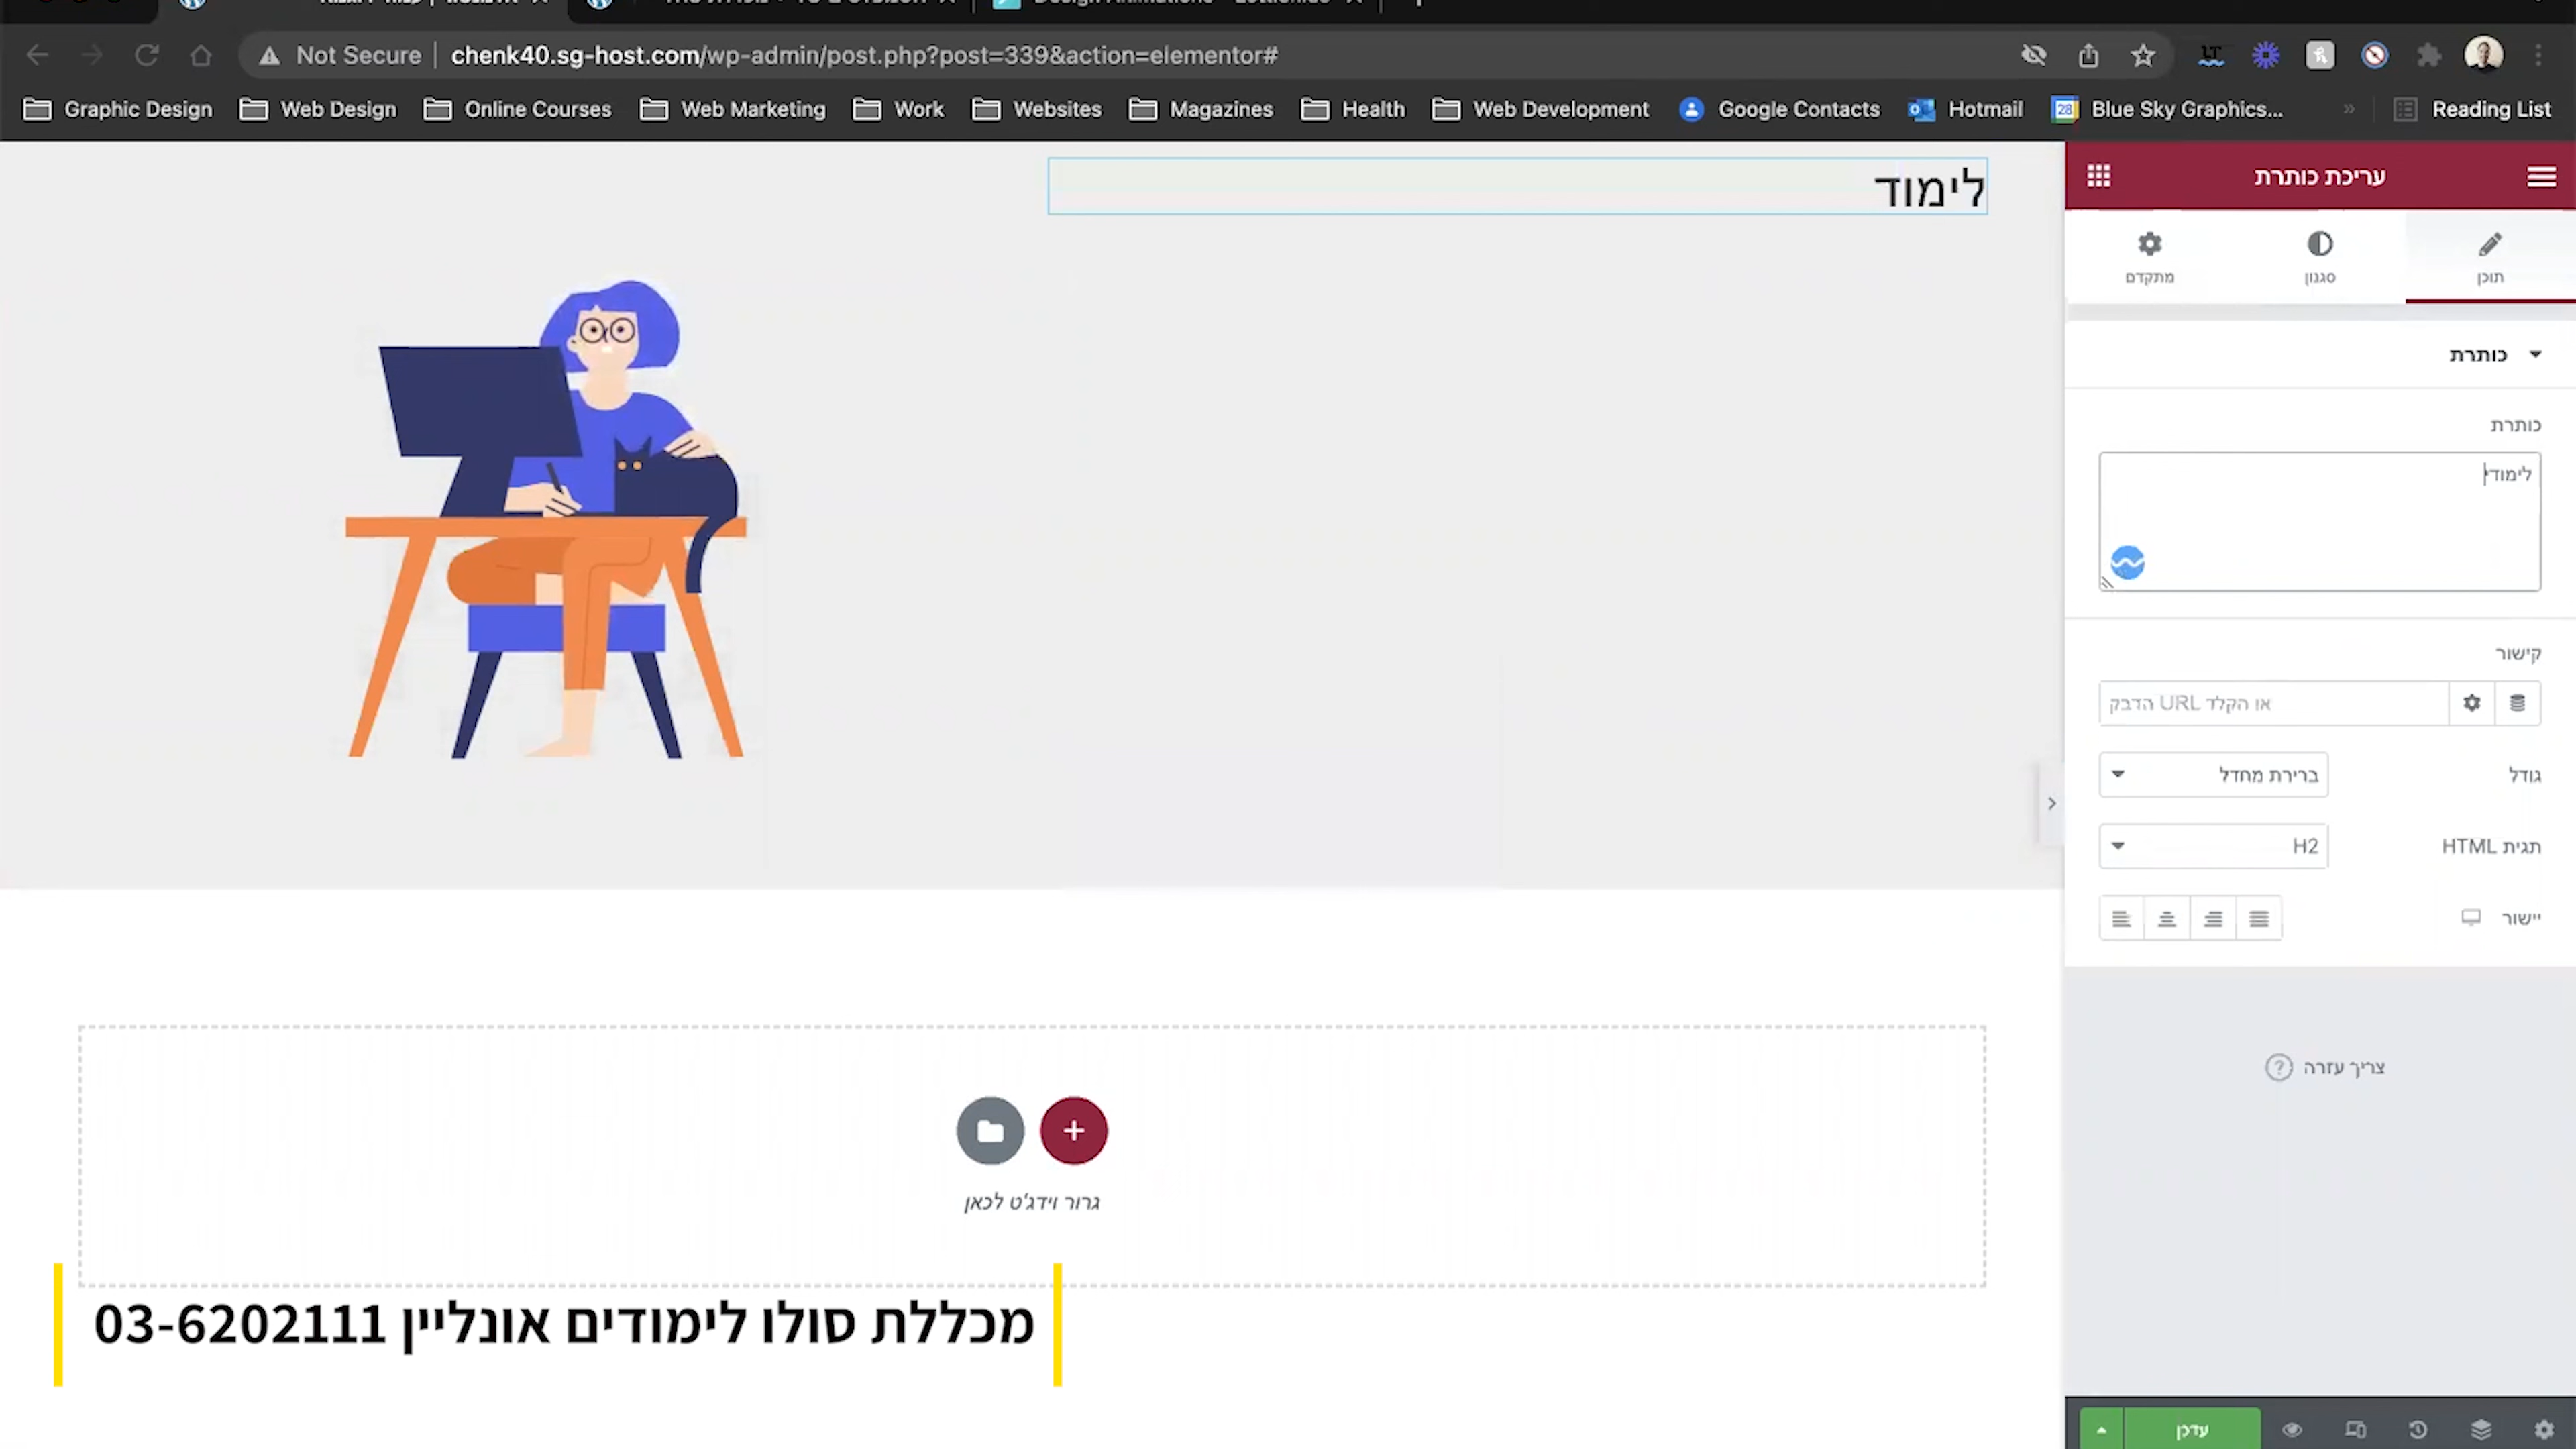 Not Secure | chenk40.sg-host.com/wp-admin/post.php?post=339&action=elementor#
Graphic Design Web Design Online Courses Web Marketing Work Websites Magazines Health Web Development Google Contacts Hotmail 28 Blue Sky Graphics... » Reading List
לימוד
עריכת כותרת
תוכן סגנון מתקדם
כותרת
כותרת
לימודי
קישור
הדבק URL או הקלד
גודל ברירת מחדל
תגית HTML H2
יישור
צריך עזרה
גרור וידג'ט לכאן
מכללת סולו לימודים אונליין 03-6202111
עדכן